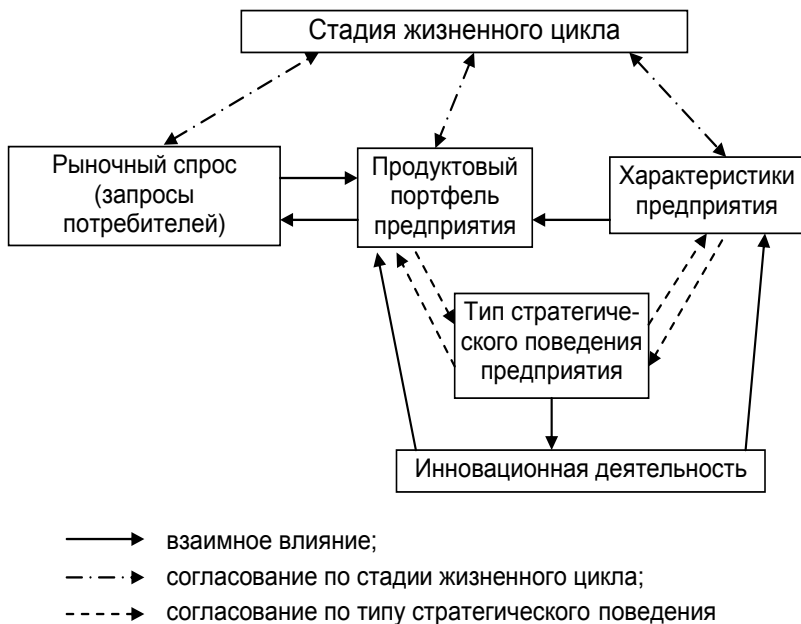 Стадия жизненного цикла
Рыночный спрос
(запросы
потребителей)
Продуктовый
портфель
предприятия
Характеристики
предприятия
Тип стратегиче-
ского поведения
предприятия
Инновационная деятельность
взаимное влияние;
согласование по стадии жизненного цикла;
согласование по типу стратегического поведения